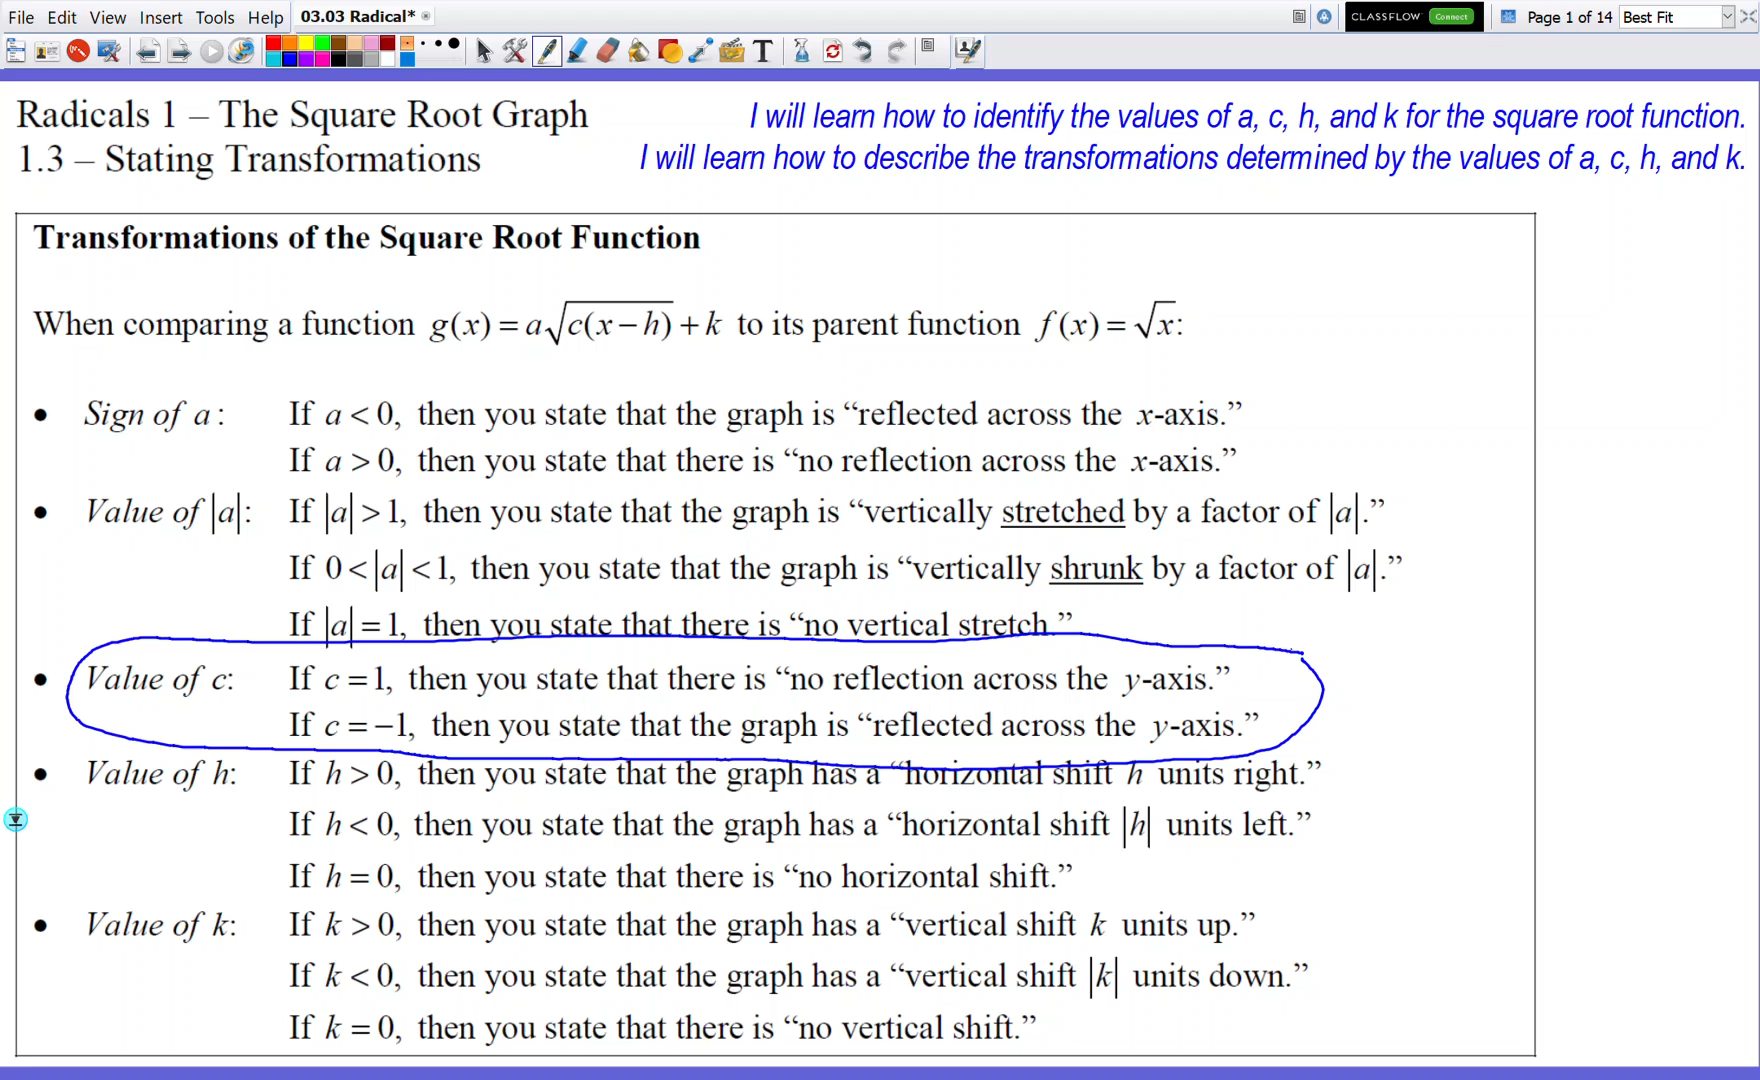 File Edit View Insert Tools Help 03.03 Radical* CLASSFLOW Connect Page 1 of 14 Best Fit
T
Radicals 1 – The Square Root Graph
1.3 – Stating Transformations
I will learn how to identify the values of a, c, h, and k for the square root function.
I will learn how to describe the transformations determined by the values of a, c, h, and k.
Transformations of the Square Root Function
When comparing a function g(x) = a√(c(x − h)) + k to its parent function f(x) = √x:
• Sign of a: If a < 0, then you state that the graph is “reflected across the x-axis.”
If a > 0, then you state that there is “no reflection across the x-axis.”
• Value of |a|: If |a| > 1, then you state that the graph is “vertically stretched by a factor of |a|.”
If 0 < |a| < 1, then you state that the graph is “vertically shrunk by a factor of |a|.”
If |a| = 1, then you state that there is “no vertical stretch.”
• Value of c: If c = 1, then you state that there is “no reflection across the y-axis.”
If c = −1, then you state that the graph is “reflected across the y-axis.”
• Value of h: If h > 0, then you state that the graph has a “horizontal shift h units right.”
If h < 0, then you state that the graph has a “horizontal shift |h| units left.”
If h = 0, then you state that there is “no horizontal shift.”
• Value of k: If k > 0, then you state that the graph has a “vertical shift k units up.”
If k < 0, then you state that the graph has a “vertical shift |k| units down.”
If k = 0, then you state that there is “no vertical shift.”